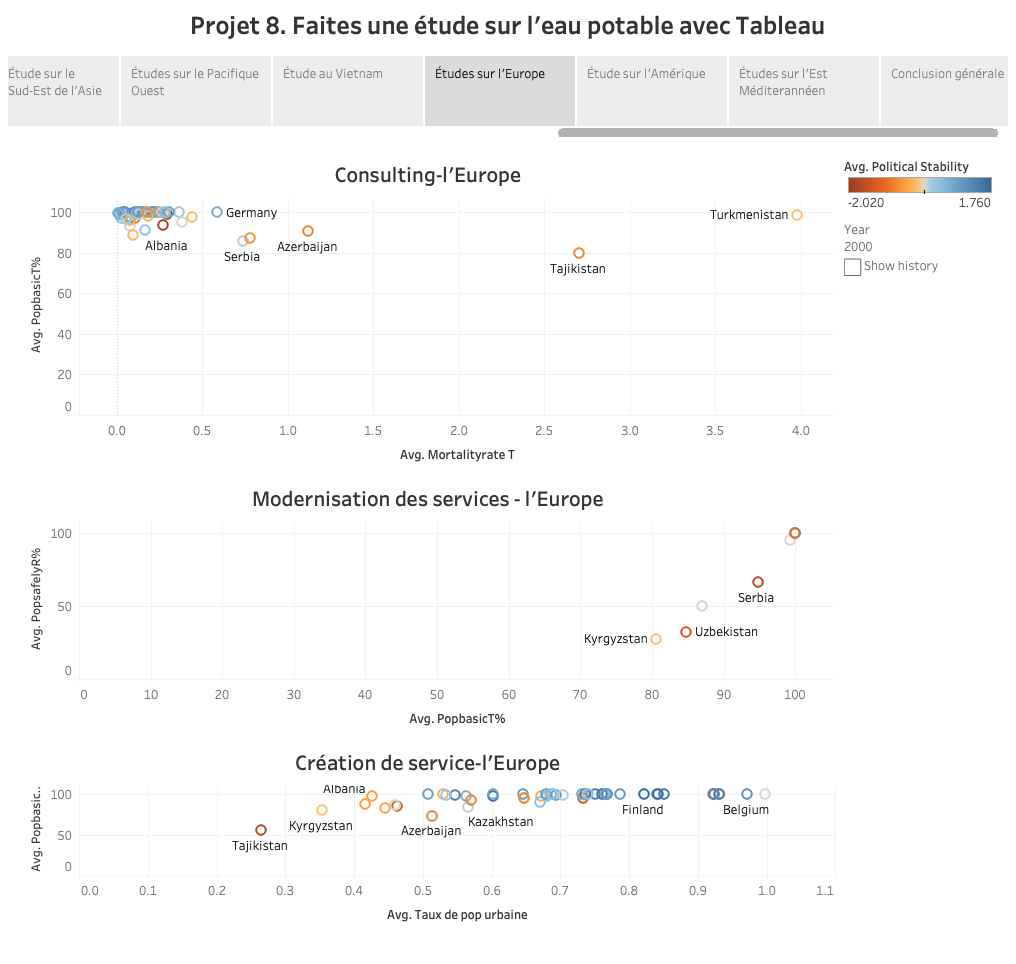 Projet 8. Faites une étude sur l'eau potable avec Tableau
Étude sur le
Sud-Est de l'Asie
Études sur le Pacifique
Ouest
Étude au Vietnam
Études sur l'Europe
Étude sur l'Amérique
Études sur l'Est
Méditerannéen
Conclusion générale
Consulting-l'Europe
Avg. PopbasicT%
100
80
60
40
20
0
Germany
Albania
Serbia
Azerbaijan
Tajikistan
Turkmenistan
0.0
0.5
1.0
1.5
2.0
2.5
3.0
3.5
4.0
Avg. Mortalityrate T
Avg. Political Stability
-2.020
1.760
Year
2000
Show history
Modernisation des services - l'Europe
Avg. PopsafelyR%
100
50
0
Serbia
Uzbekistan
Kyrgyzstan
0
10
20
30
40
50
60
70
80
90
100
Avg. PopbasicT%
Création de service-l'Europe
Avg. Popbasic..
100
50
0
Albania
Kyrgyzstan
Tajikistan
Azerbaijan
Kazakhstan
Finland
Belgium
0.0
0.1
0.2
0.3
0.4
0.5
0.6
0.7
0.8
0.9
1.0
1.1
Avg. Taux de pop urbaine